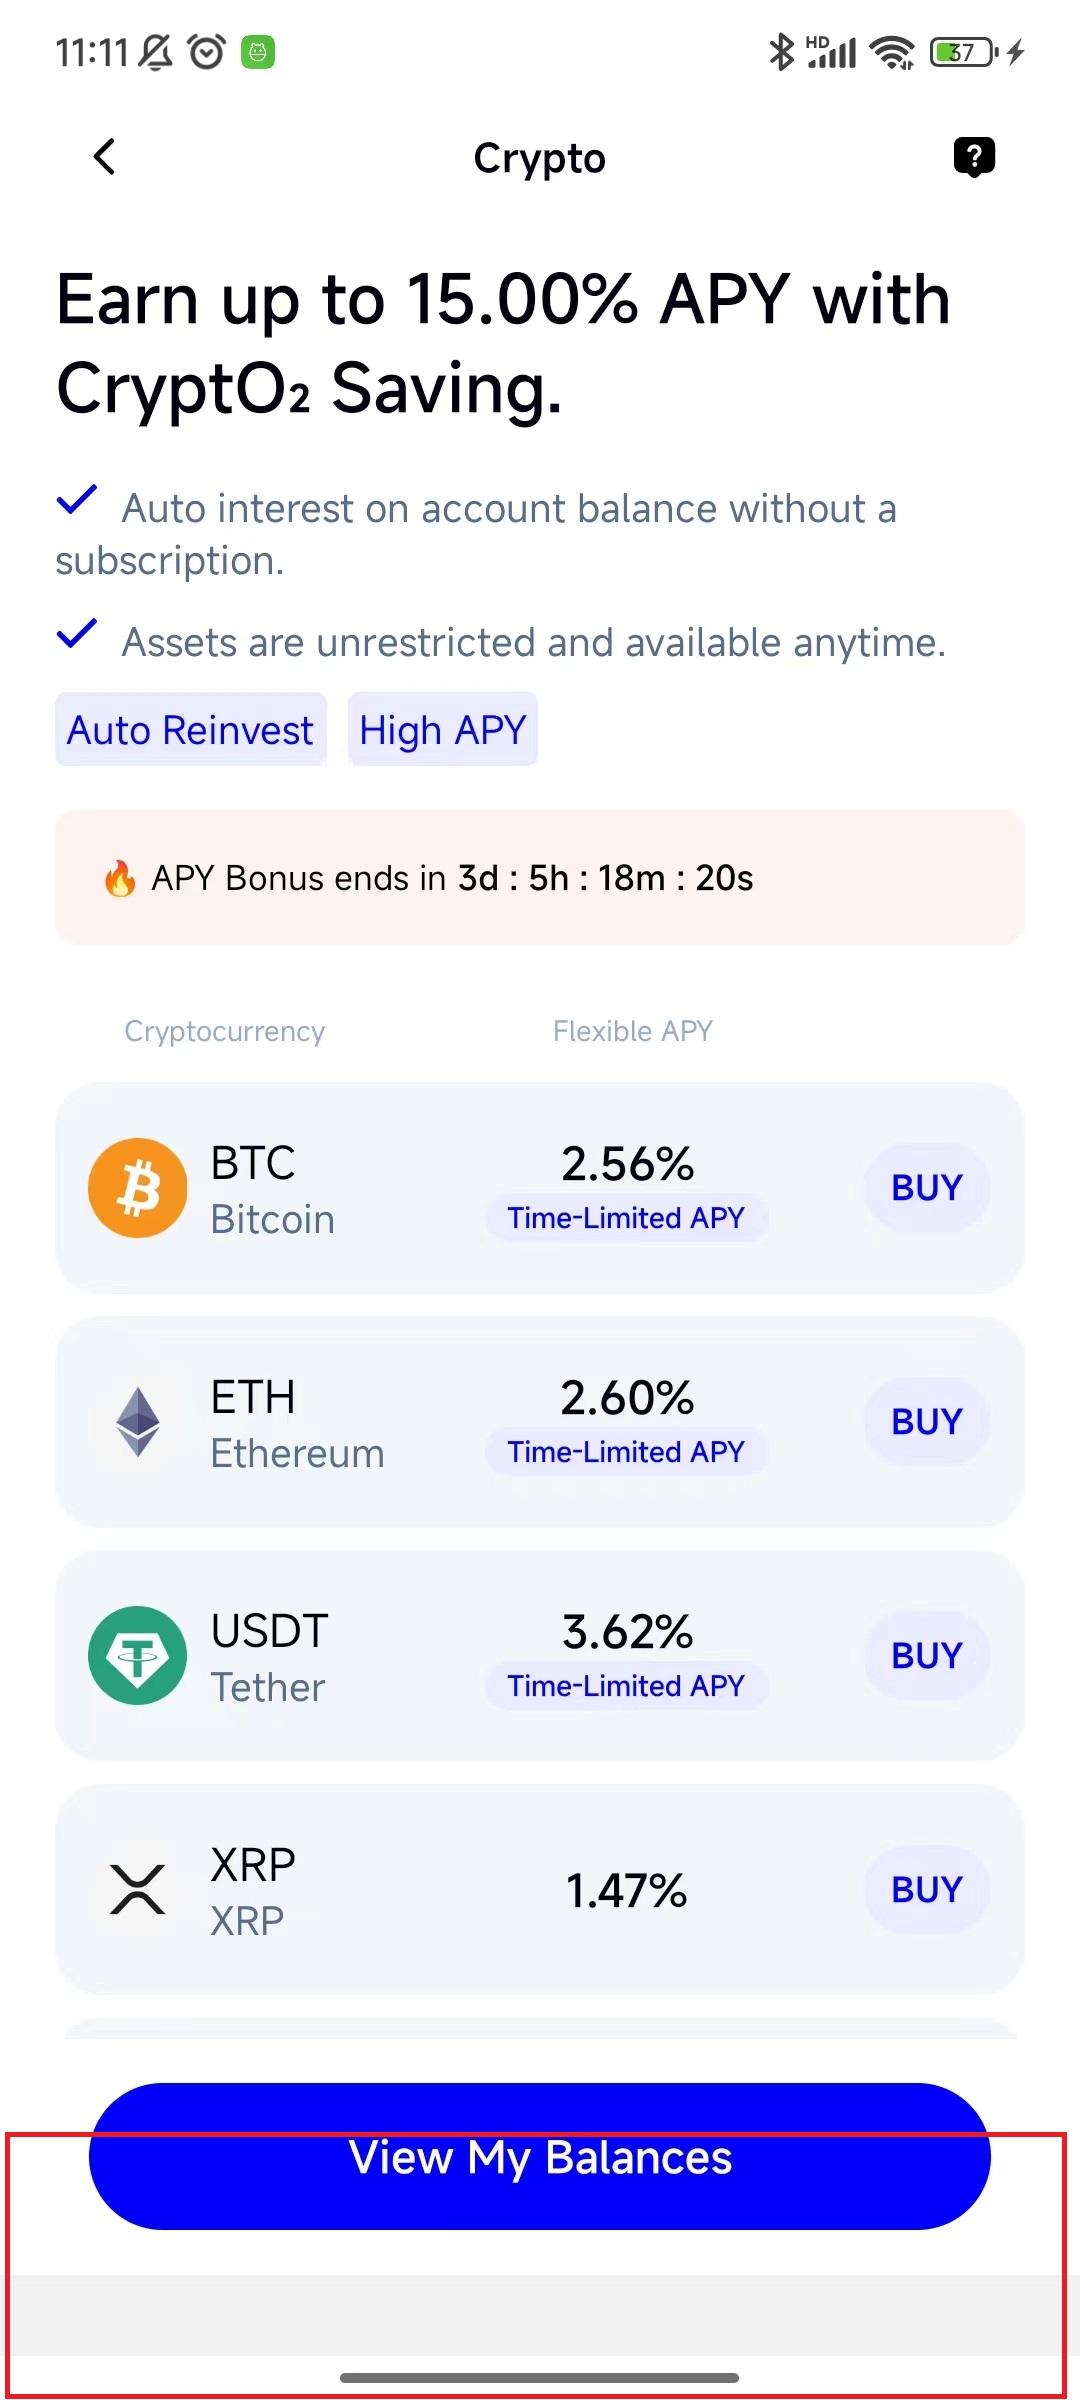 11:11 HD 37
Crypto
?
Earn up to 15.00% APY with
CryptO₂ Saving.
Auto interest on account balance without a
subscription.
Assets are unrestricted and available anytime.
Auto Reinvest High APY
🔥 APY Bonus ends in 3d : 5h : 18m : 20s
Cryptocurrency Flexible APY
BTC 2.56% BUY
Bitcoin Time-Limited APY
ETH 2.60% BUY
Ethereum Time-Limited APY
USDT 3.62% BUY
Tether Time-Limited APY
XRP 1.47% BUY
XRP
View My Balances